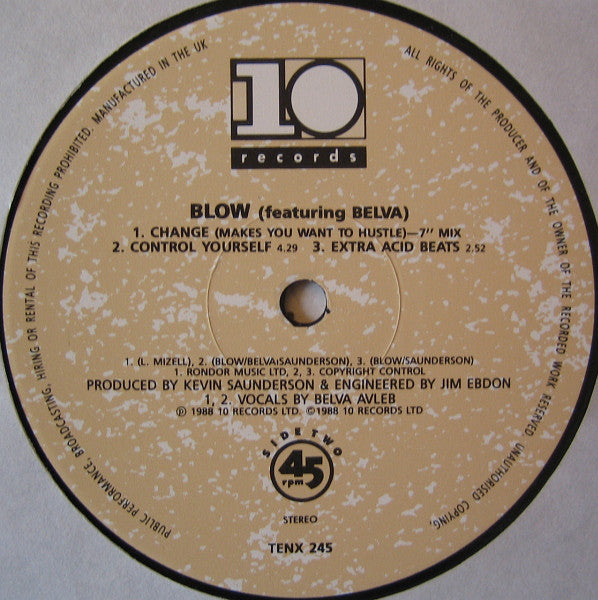 10
records
BLOW (featuring BELVA)
1. CHANGE (MAKES YOU WANT TO HUSTLE)—7" MIX
2. CONTROL YOURSELF 4.29 3. EXTRA ACID BEATS 2.52
1. (L. MIZELL), 2. (BLOW/BELVA/SAUNDERSON), 3. (BLOW/SAUNDERSON)
1. RONDOR MUSIC LTD, 2, 3. COPYRIGHT CONTROL
PRODUCED BY KEVIN SAUNDERSON & ENGINEERED BY JIM EBDON
1, 2. VOCALS BY BELVA AVLEB
℗ 1988 10 RECORDS LTD. ©1988 10 RECORDS LTD
SIDE TWO
45
rpm
STEREO
TENX 245
ALL RIGHTS OF THE PRODUCER AND OF THE OWNER OF THE RECORDED WORK RESERVED. UNAUTHORISED COPYING,
PUBLIC PERFORMANCE, BROADCASTING, HIRING OR RENTAL OF THIS RECORDING PROHIBITED. MANUFACTURED IN THE UK